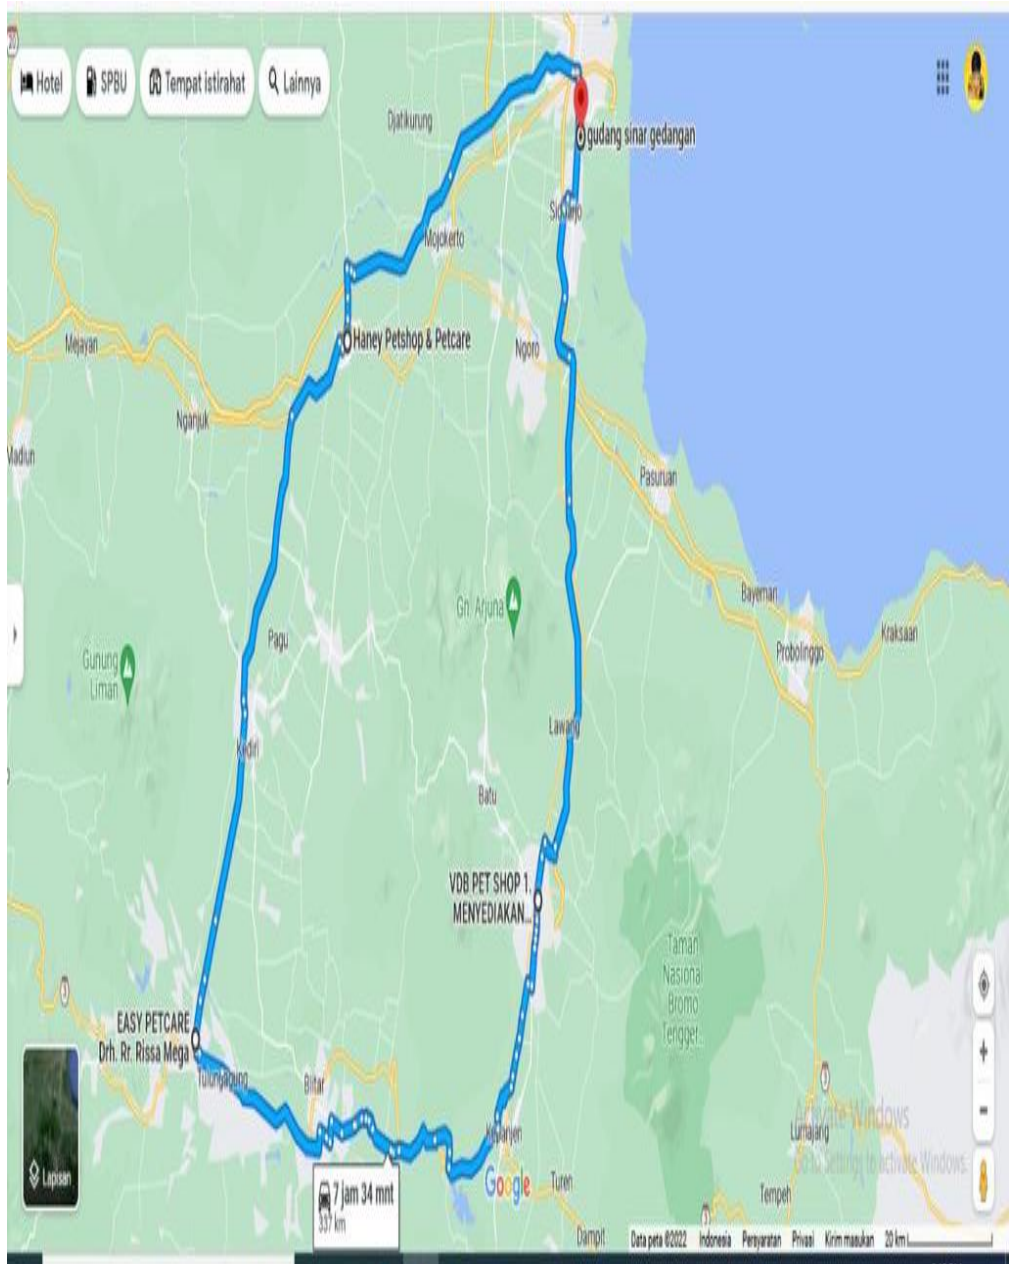 Hotel
SPBU
Tempat istirahat
Lainnya
Djatikurung
gudang sinar gedangan
Sidoarjo
Mojokerto
Haney Petshop & Petcare
Mejayan
Ngoro
Nganjuk
Madiun
Pasuruan
Bayeman
Gn. Arjuna
Kraksaan
Pagu
Probolinggo
Gunung
Liman
Lawang
Kediri
Batu
VDB PET SHOP 1.
MENYEDIAKAN...
Taman
Nasional
Bromo
Tengger...
3
EASY PETCARE
Drh. Rr. Rissa Mega
Tulungagung
Blitar
3
Activate Windows
Kepanjen
Lumajang
Go to Settings to activate Windows.
Lapisan
7 jam 34 mnt
337 km
Google
Turen
Tempeh
3
Dampit
Data peta ©2022 Indonesia Persyaratan Privasi Kirim masukan 20 km